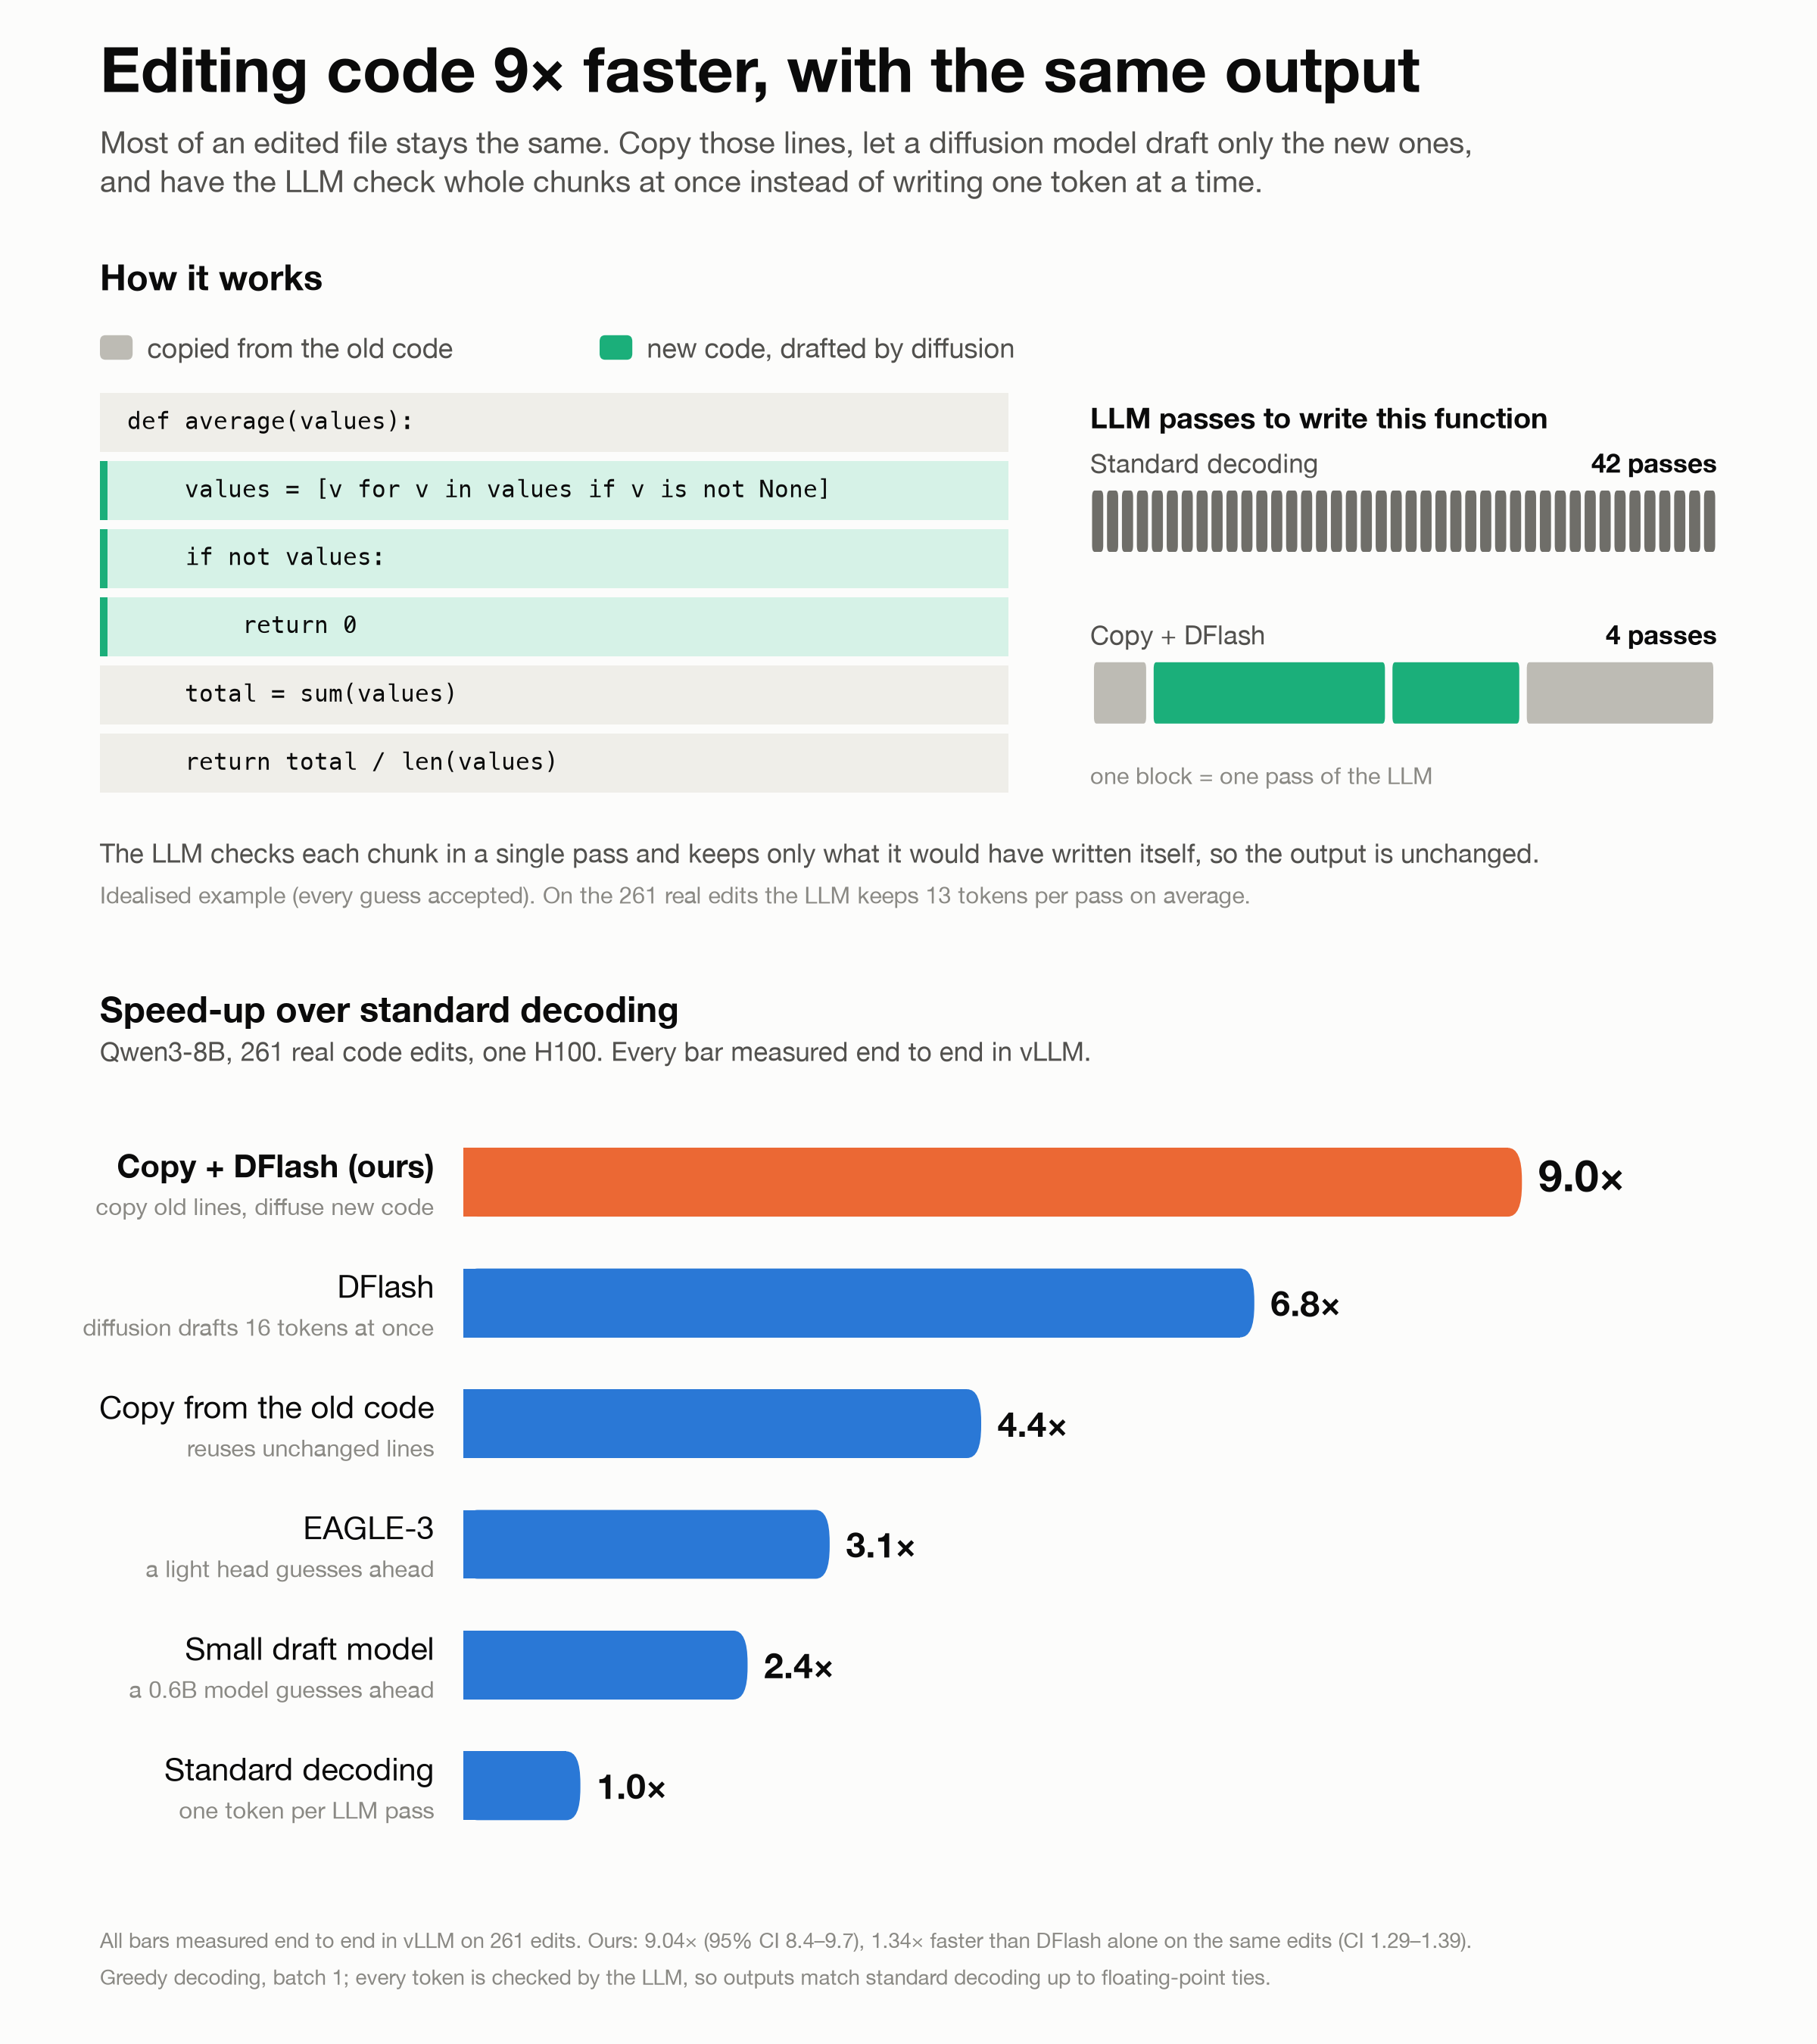 Editing code 9× faster, with the same output
Most of an edited file stays the same. Copy those lines, let a diffusion model draft only the new ones,
and have the LLM check whole chunks at once instead of writing one token at a time.
How it works
copied from the old code
new code, drafted by diffusion
def average(values):
    values = [v for v in values if v is not None]
    if not values:
        return 0
    total = sum(values)
    return total / len(values)
LLM passes to write this function
Standard decoding 42 passes
Copy + DFlash 4 passes
one block = one pass of the LLM
The LLM checks each chunk in a single pass and keeps only what it would have written itself, so the output is unchanged.
Idealised example (every guess accepted). On the 261 real edits the LLM keeps 13 tokens per pass on average.
Speed-up over standard decoding
Qwen3-8B, 261 real code edits, one H100. Every bar measured end to end in vLLM.
Copy + DFlash (ours)
copy old lines, diffuse new code
9.0×
DFlash
diffusion drafts 16 tokens at once
6.8×
Copy from the old code
reuses unchanged lines
4.4×
EAGLE-3
a light head guesses ahead
3.1×
Small draft model
a 0.6B model guesses ahead
2.4×
Standard decoding
one token per LLM pass
1.0×
All bars measured end to end in vLLM on 261 edits. Ours: 9.04× (95% CI 8.4–9.7), 1.34× faster than DFlash alone on the same edits (CI 1.29–1.39).
Greedy decoding, batch 1; every token is checked by the LLM, so outputs match standard decoding up to floating-point ties.